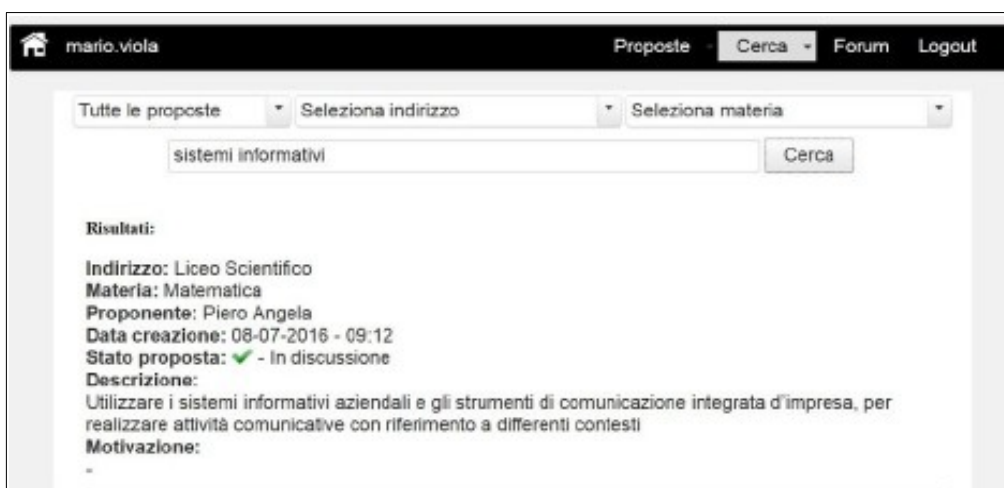 mario.viola Proposte Cerca Forum Logout
Tutte le proposte Seleziona indirizzo Seleziona materia
sistemi informativi Cerca
Risultati:
Indirizzo: Liceo Scientifico
Materia: Matematica
Proponente: Piero Angela
Data creazione: 08-07-2016 - 09:12
Stato proposta: ✔ - In discussione
Descrizione:
Utilizzare i sistemi informativi aziendali e gli strumenti di comunicazione integrata d'impresa, per
realizzare attività comunicative con riferimento a differenti contesti
Motivazione:
-